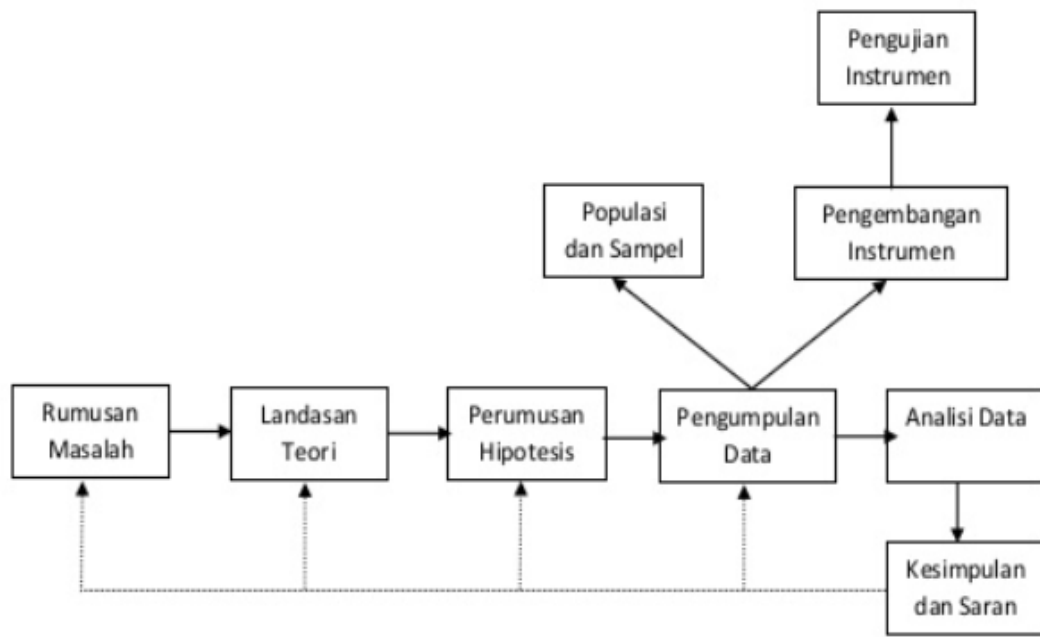 Pengujian
Instrumen
Populasi
dan Sampel
Pengembangan
Instrumen
Rumusan
Masalah
Landasan
Teori
Perumusan
Hipotesis
Pengumpulan
Data
Analisi Data
Kesimpulan
dan Saran